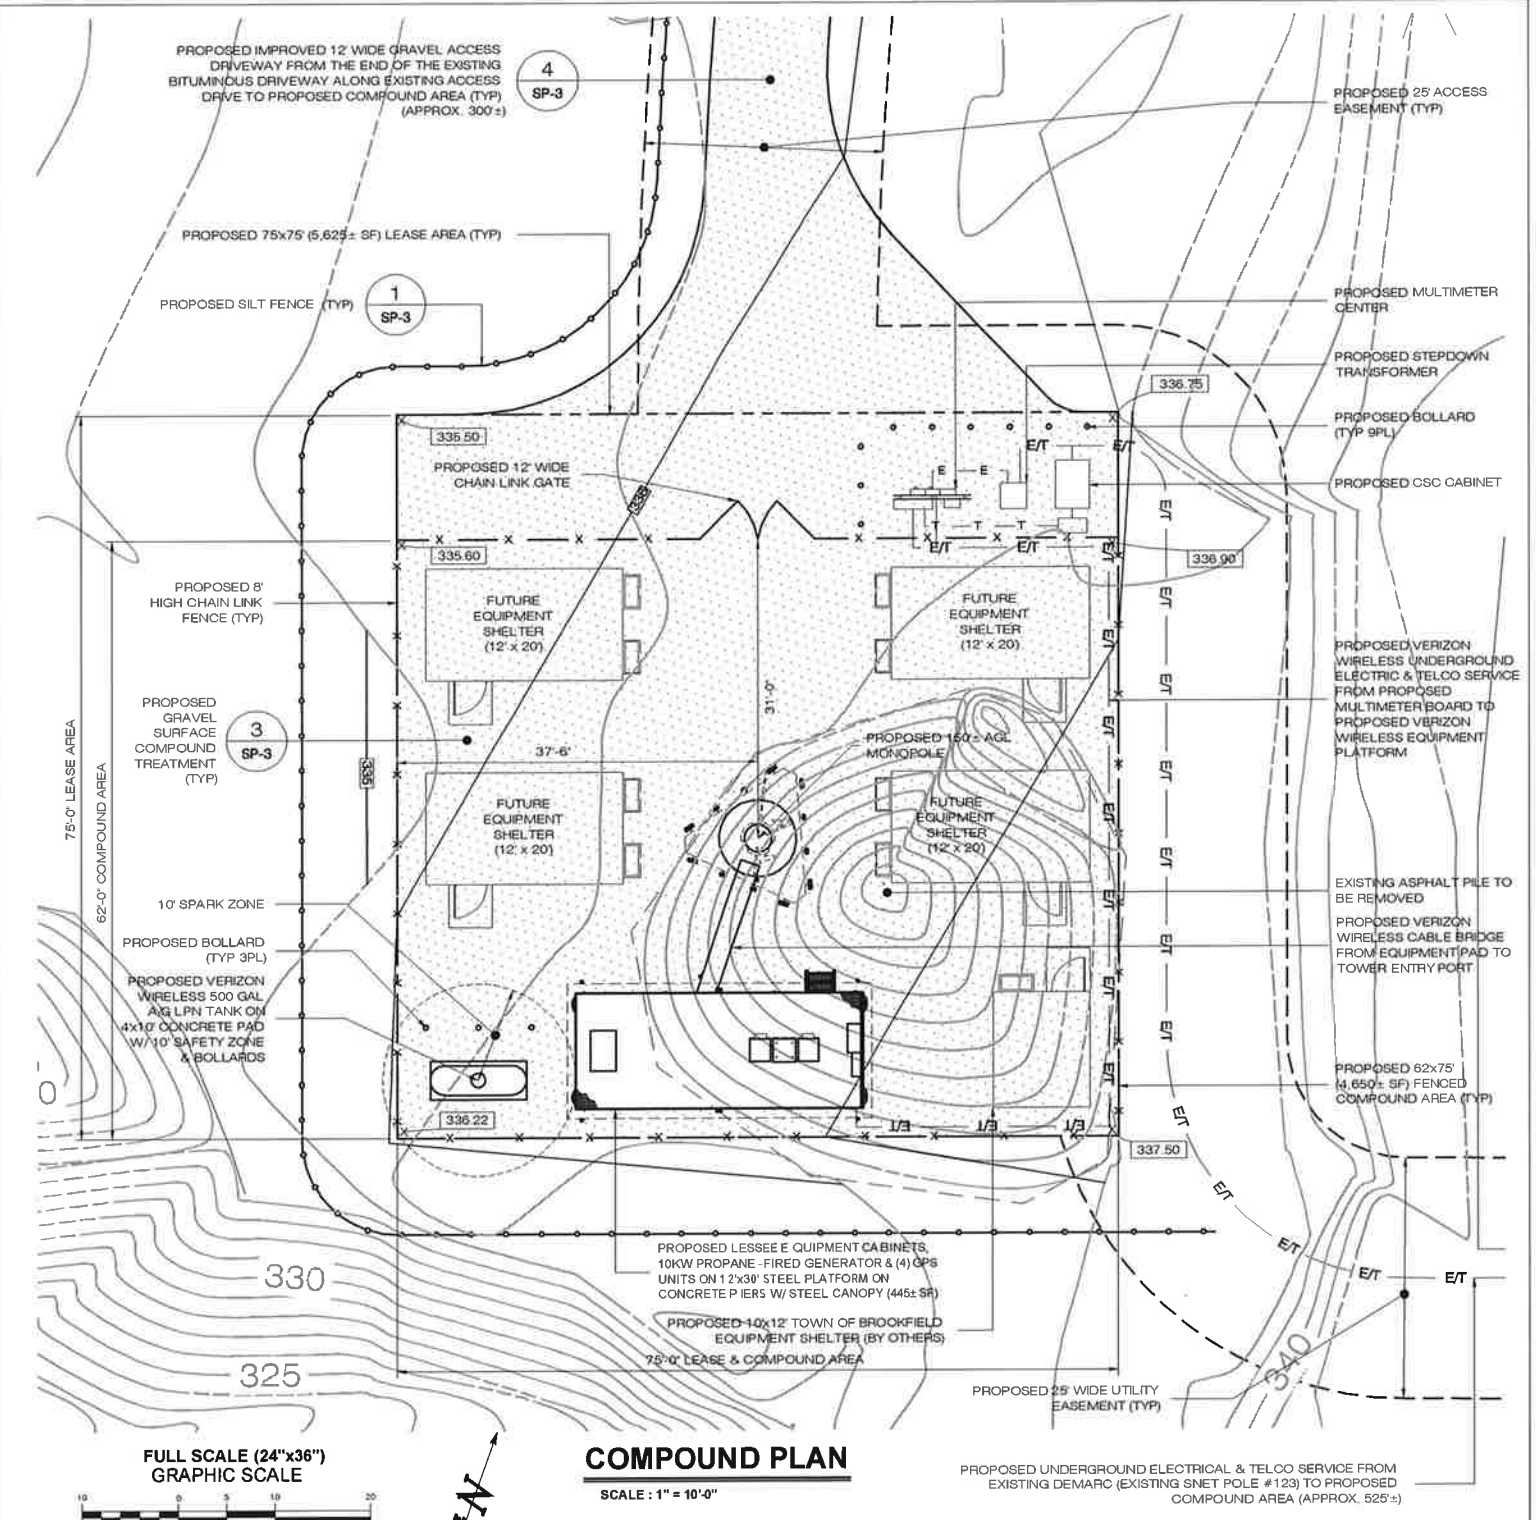 PROPOSED IMPROVED 12' WIDE GRAVEL ACCESS
DRIVEWAY FROM THE END OF THE EXISTING
BITUMINOUS DRIVEWAY ALONG EXISTING ACCESS
DRIVE TO PROPOSED COMPOUND AREA (TYP)
(APPROX. 300'±)
4
SP-3
PROPOSED 25' ACCESS
EASEMENT (TYP)
PROPOSED 75x75' (5,625± SF) LEASE AREA (TYP)
PROPOSED SILT FENCE (TYP)
1
SP-3
PROPOSED MULTIMETER
CENTER
PROPOSED STEPDOWN
TRANSFORMER
336.75
PROPOSED BOLLARD
(TYP 9PL)
335.50
E/T
E/T
PROPOSED 12' WIDE
CHAIN LINK GATE
E
E
PROPOSED CSC CABINET
336
T
T
T
E/T
E/T
E/T
E/T
335.60
336.90
PROPOSED 8'
HIGH CHAIN LINK
FENCE (TYP)
FUTURE
EQUIPMENT
SHELTER
(12' x 20')
FUTURE
EQUIPMENT
SHELTER
(12' x 20')
E/T
E/T
PROPOSED VERIZON
WIRELESS UNDERGROUND
ELECTRIC & TELCO SERVICE
FROM PROPOSED
MULTIMETER BOARD TO
PROPOSED VERIZON
WIRELESS EQUIPMENT
PLATFORM
PROPOSED
GRAVEL
SURFACE
COMPOUND
TREATMENT
(TYP)
3
SP-3
31'-0"
37'-6"
E/T
E/T
PROPOSED 150'± AGL
MONOPOLE
335
75'-0" LEASE AREA
62'-0" COMPOUND AREA
E/T
FUTURE
EQUIPMENT
SHELTER
(12' x 20')
FUTURE
EQUIPMENT
SHELTER
(12' x 20')
E/T
E/T
E/T
10' SPARK ZONE
EXISTING ASPHALT PILE TO
BE REMOVED
PROPOSED BOLLARD
(TYP 3PL)
PROPOSED VERIZON
WIRELESS CABLE BRIDGE
FROM EQUIPMENT PAD TO
TOWER ENTRY PORT
E/T
E/T
E/T
PROPOSED VERIZON
WIRELESS 500 GAL
A/G LPN TANK ON
4x10' CONCRETE PAD
W/ 10' SAFETY ZONE
& BOLLARDS
0
E/T
PROPOSED 62x75'
(4,650± SF) FENCED
COMPOUND AREA (TYP)
336.22
E/T
E/T
E/T
E/T
337.50
E/T
E/T
E/T
E/T
PROPOSED LESSEE E QUIPMENT CABINETS,
10KW PROPANE -FIRED GENERATOR & (4) GPS
UNITS ON 1 2'x30' STEEL PLATFORM ON
CONCRETE P IERS W/ STEEL CANOPY (445± SF)
330
PROPOSED 10x12' TOWN OF BROOKFIELD
EQUIPMENT SHELTER (BY OTHERS)
75'-0" LEASE & COMPOUND AREA
325
340
PROPOSED 25' WIDE UTILITY
EASEMENT (TYP)
FULL SCALE (24"x36")
GRAPHIC SCALE
10 0 5 10 20
N
COMPOUND PLAN
SCALE : 1" = 10'-0"
PROPOSED UNDERGROUND ELECTRICAL & TELCO SERVICE FROM
EXISTING DEMARC (EXISTING SNET POLE #123) TO PROPOSED
COMPOUND AREA (APPROX. 525'±)